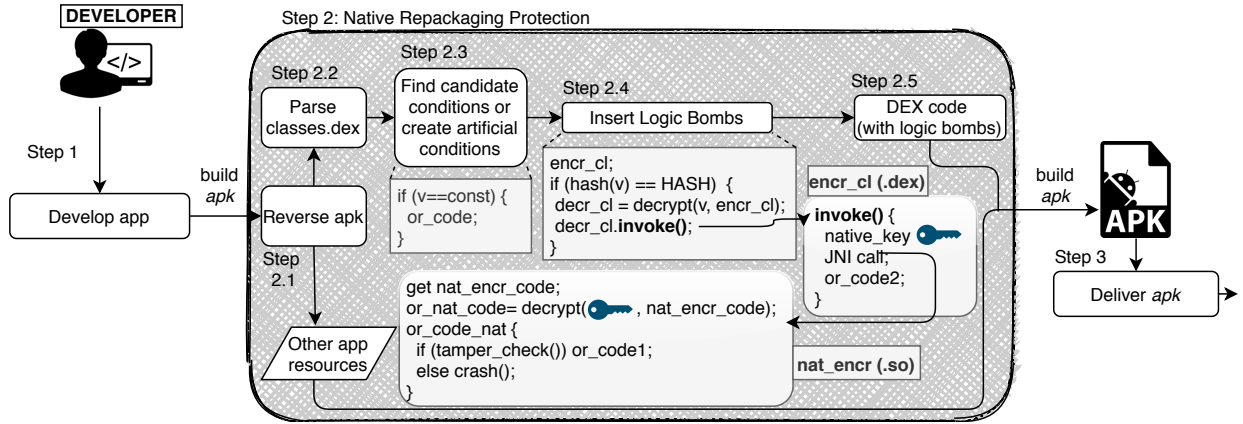 DEVELOPER
</>
Step 1
Develop app
build
apk
Step 2: Native Repackaging Protection
Step 2.1
Reverse apk
Step 2.2
Parse
classes.dex
Step 2.3
Find candidate
conditions or
create artificial
conditions
if (v==const) {
or_code;
}
Step 2.4
Insert Logic Bombs
encr_cl;
if (hash(v) == HASH) {
decr_cl = decrypt(v, encr_cl);
decr_cl.invoke();
}
Step 2.5
DEX code
(with logic bombs)
encr_cl (.dex)
invoke() {
native_key
JNI call;
or_code2;
}
get nat_encr_code;
or_nat_code= decrypt( , nat_encr_code);
or_code_nat {
if (tamper_check()) or_code1;
else crash();
}
nat_encr (.so)
Other app
resources
build
apk
APK
Step 3
Deliver apk